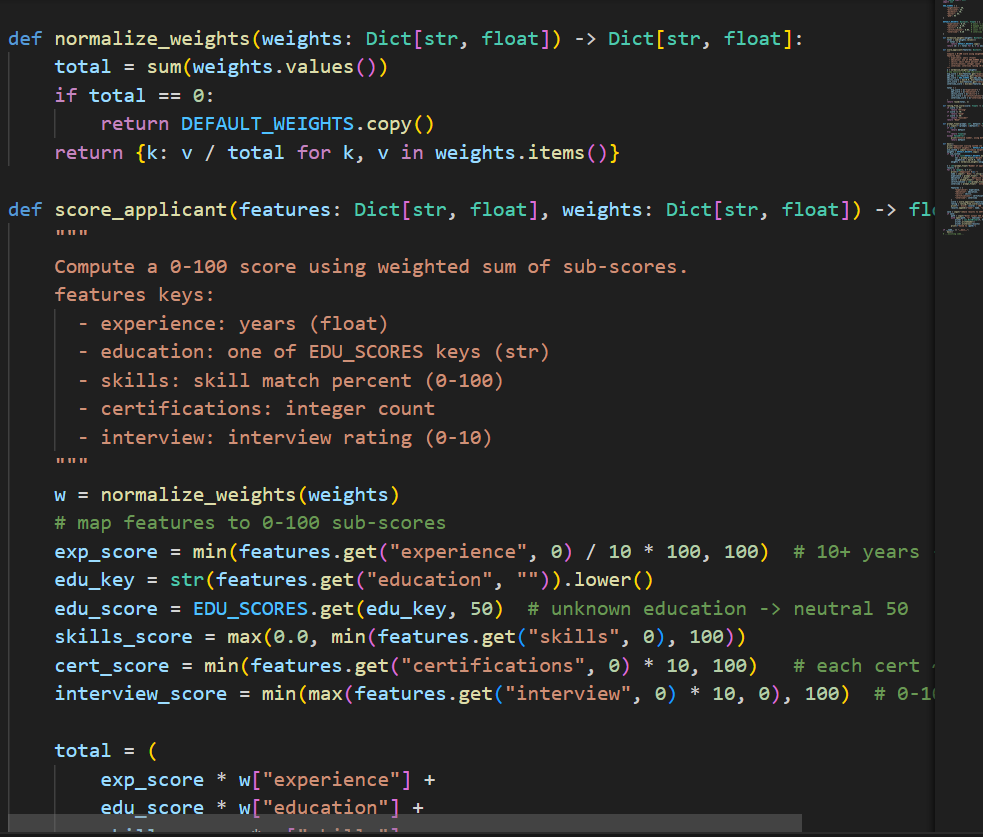 def normalize_weights(weights: Dict[str, float]) -> Dict[str, float]:
    total = sum(weights.values())
    if total == 0:
        return DEFAULT_WEIGHTS.copy()
    return {k: v / total for k, v in weights.items()}

def score_applicant(features: Dict[str, float], weights: Dict[str, float]) ->
    """
    Compute a 0-100 score using weighted sum of sub-scores.
    features keys:
      - experience: years (float)
      - education: one of EDU_SCORES keys (str)
      - skills: skill match percent (0-100)
      - certifications: integer count
      - interview: interview rating (0-10)
    """
    w = normalize_weights(weights)
    # map features to 0-100 sub-scores
    exp_score = min(features.get("experience", 0) / 10 * 100, 100)  # 10+ years
    edu_key = str(features.get("education", "")).lower()
    edu_score = EDU_SCORES.get(edu_key, 50)  # unknown education -> neutral 50
    skills_score = max(0.0, min(features.get("skills", 0), 100))
    cert_score = min(features.get("certifications", 0) * 10, 100)   # each cert
    interview_score = min(max(features.get("interview", 0) * 10, 0), 100)  # 0-10

    total = (
        exp_score * w["experience"] +
        edu_score * w["education"] +